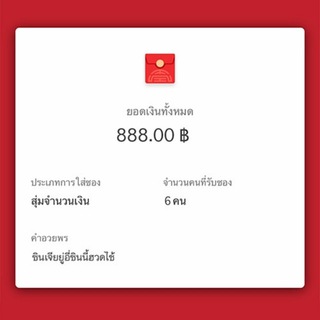 ยอดเงินทั้งหมด
888.00 ฿
ประเภทการใส่ซอง
จำนวนคนที่รับซอง
สุ่มจำนวนเงิน
6 คน
คำอวยพร
ซินเจียยู่อี่ซินนี้ฮวดไช้